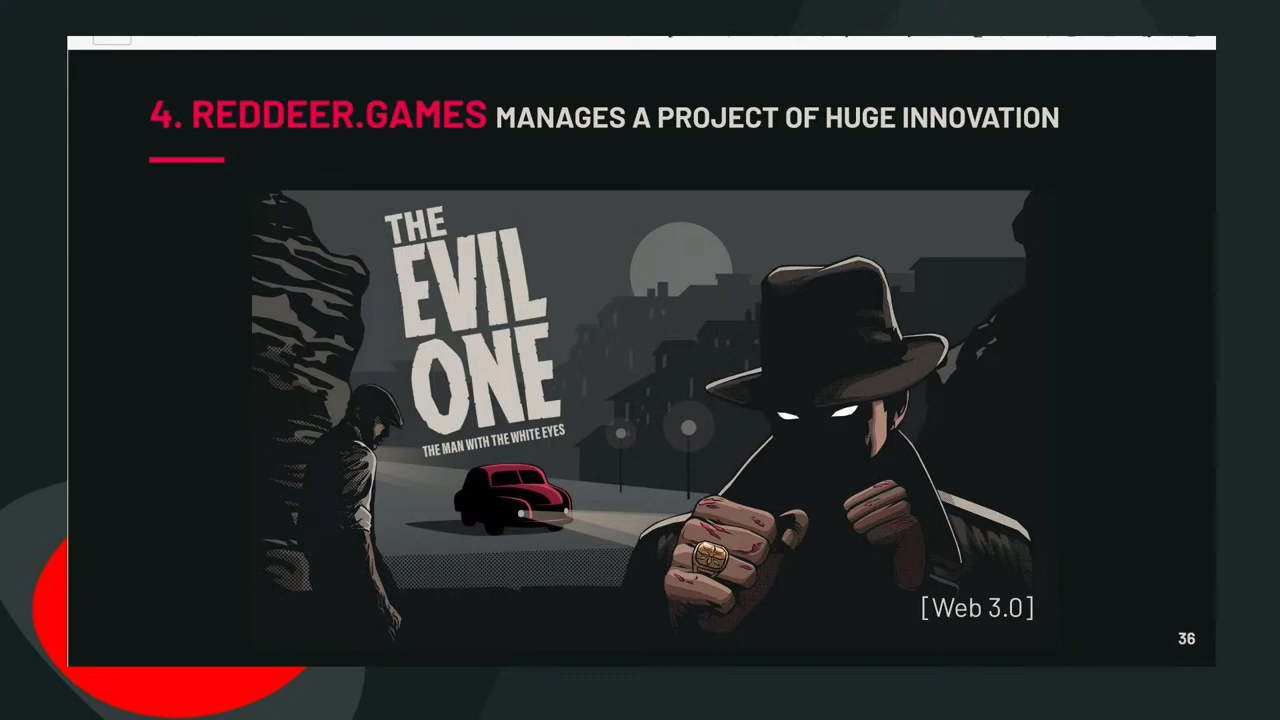 4. REDDEER.GAMES MANAGES A PROJECT OF HUGE INNOVATION
THE
EVIL
ONE
THE MAN WITH THE WHITE EYES
[Web 3.0]
36